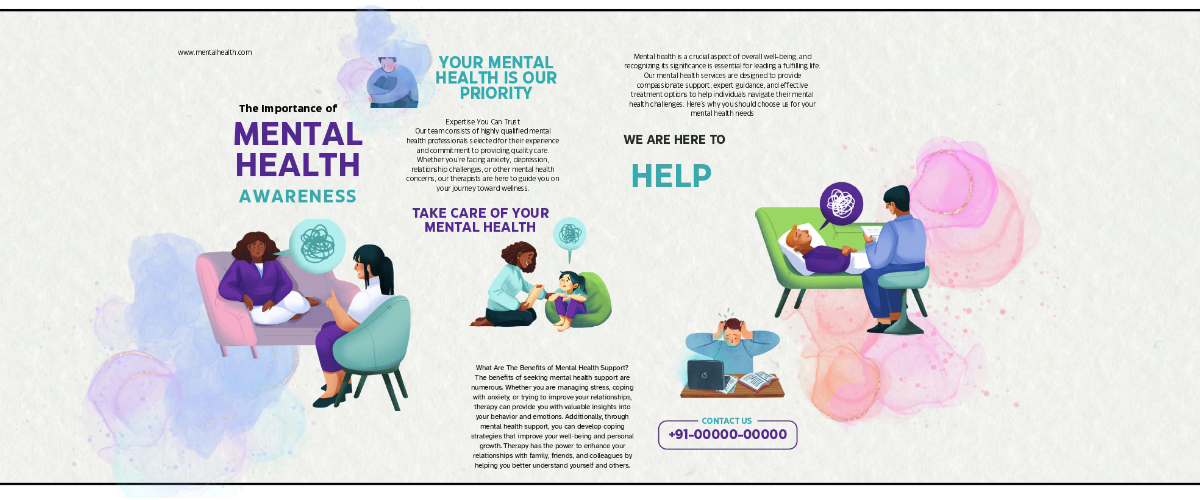 www.mentalhealth.com
The Importance of
MENTAL
HEALTH
AWARENESS
YOUR MENTAL
HEALTH IS OUR
PRIORITY
Expertise You Can Trust
Our team consists of highly qualified mental
health professionals selected for their experience
and commitment to providing quality care.
Whether you're facing anxiety, depression,
relationship challenges, or other mental health
concerns, our therapists are here to guide you on
your journey toward wellness.
TAKE CARE OF YOUR
MENTAL HEALTH
What Are The Benefits of Mental Health Support?
The benefits of seeking mental health support are
numerous. Whether you are managing stress, coping
with anxiety, or trying to improve your relationships,
therapy can provide you with valuable insights into
your behavior and emotions. Additionally, through
mental health support, you can develop coping
strategies that improve your well-being and personal
growth. Therapy has the power to enhance your
relationships with family, friends, and colleagues by
helping you better understand yourself and others.
Mental health is a crucial aspect of overall well-being, and
recognizing its significance is essential for leading a fulfilling life.
Our mental health services are designed to provide
compassionate support, expert guidance, and effective
treatment options to help individuals navigate their mental
health challenges. Here's why you should choose us for your
mental health needs
WE ARE HERE TO
HELP
CONTACT US
+91-00000-00000